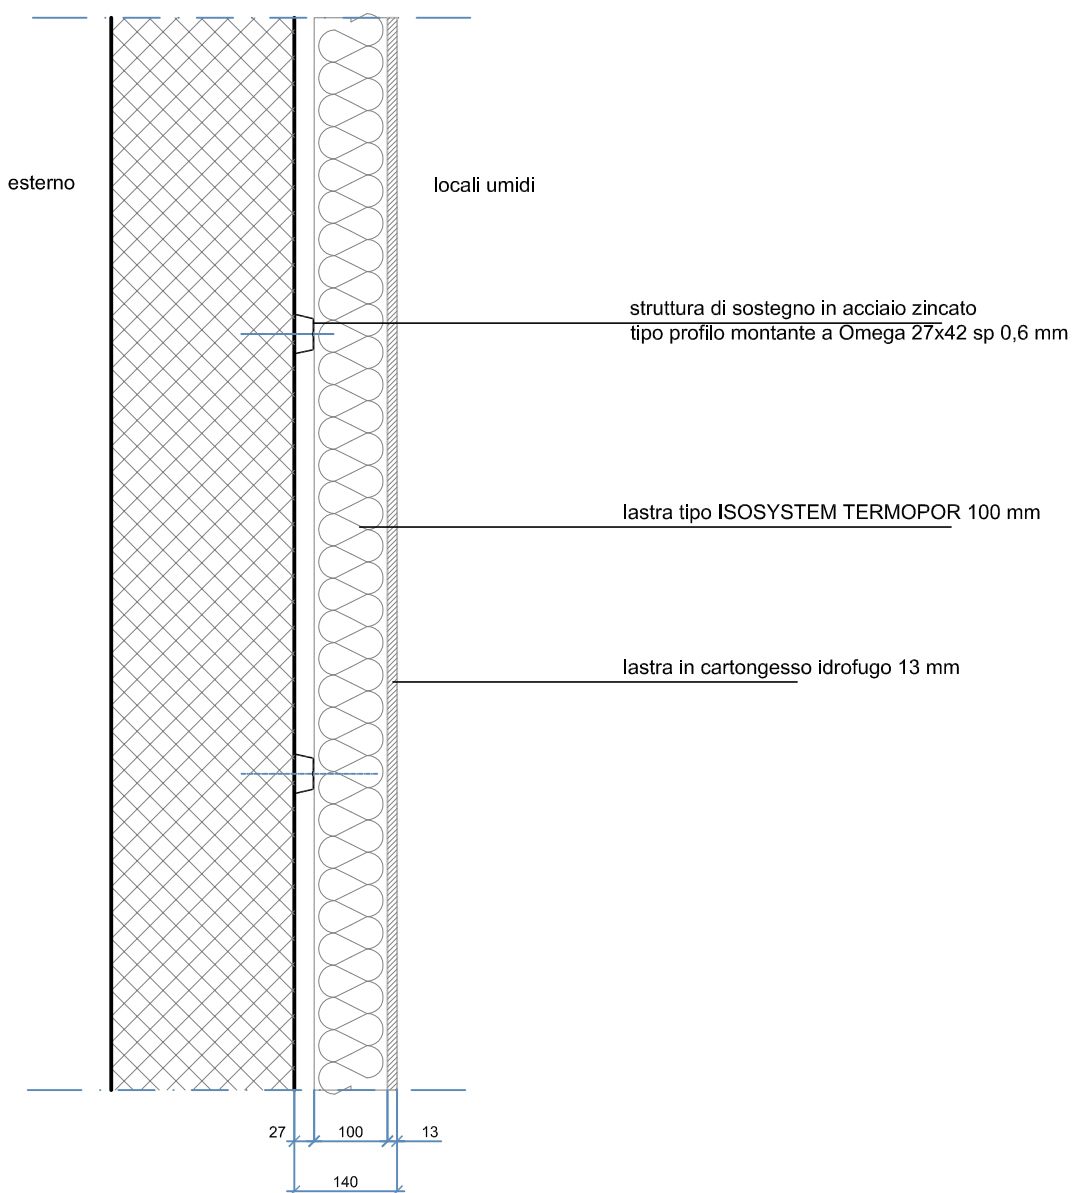 esterno
locali umidi
struttura di sostegno in acciaio zincato
tipo profilo montante a Omega 27x42 sp 0,6 mm
lastra tipo ISOSYSTEM TERMOPOR 100 mm
lastra in cartongesso idrofugo 13 mm
27 100 13
140